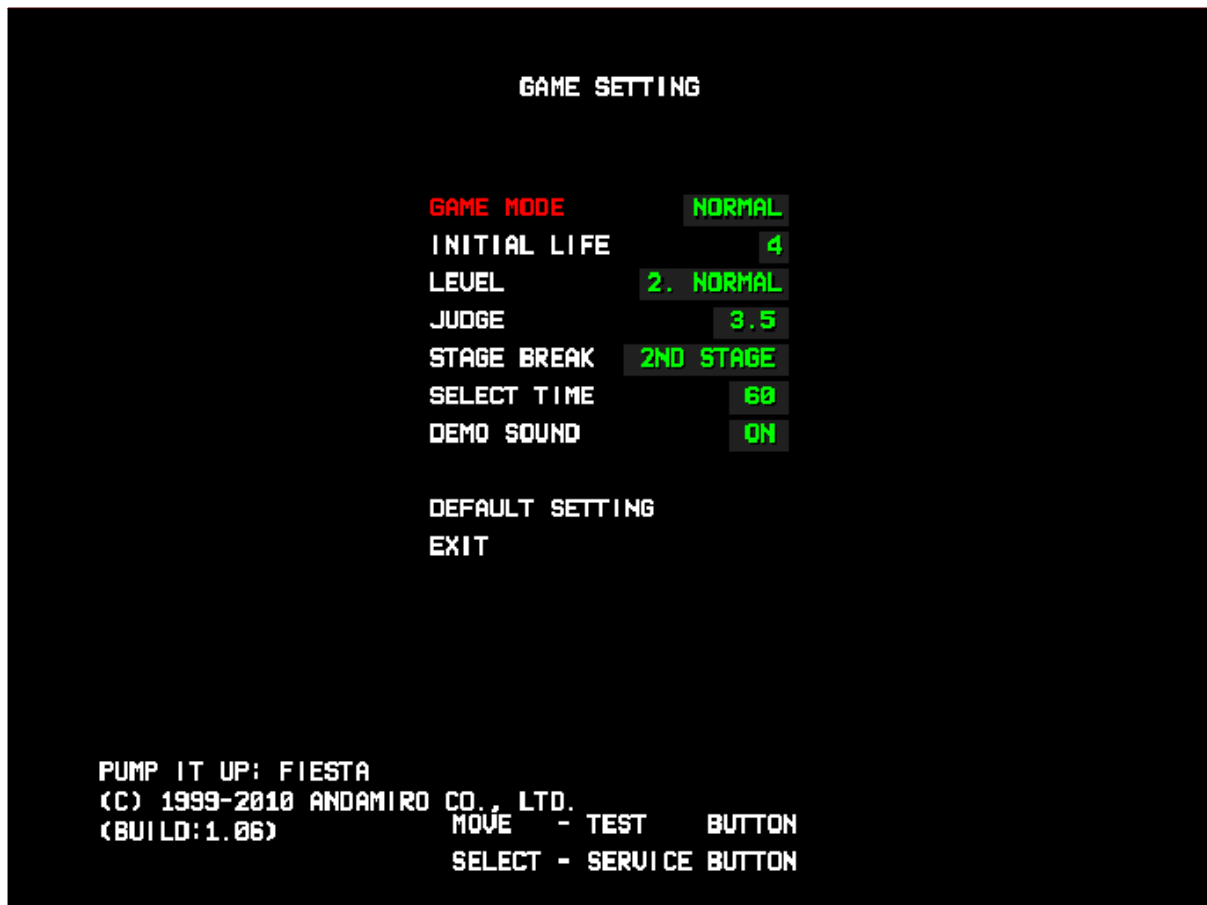 GAME SETTING
GAME MODE NORMAL
INITIAL LIFE 4
LEVEL 2. NORMAL
JUDGE 3.5
STAGE BREAK 2ND STAGE
SELECT TIME 60
DEMO SOUND ON
DEFAULT SETTING
EXIT
PUMP IT UP: FIESTA
(C) 1999-2010 ANDAMIRO CO., LTD.
(BUILD:1.06)
MOVE - TEST BUTTON
SELECT - SERVICE BUTTON